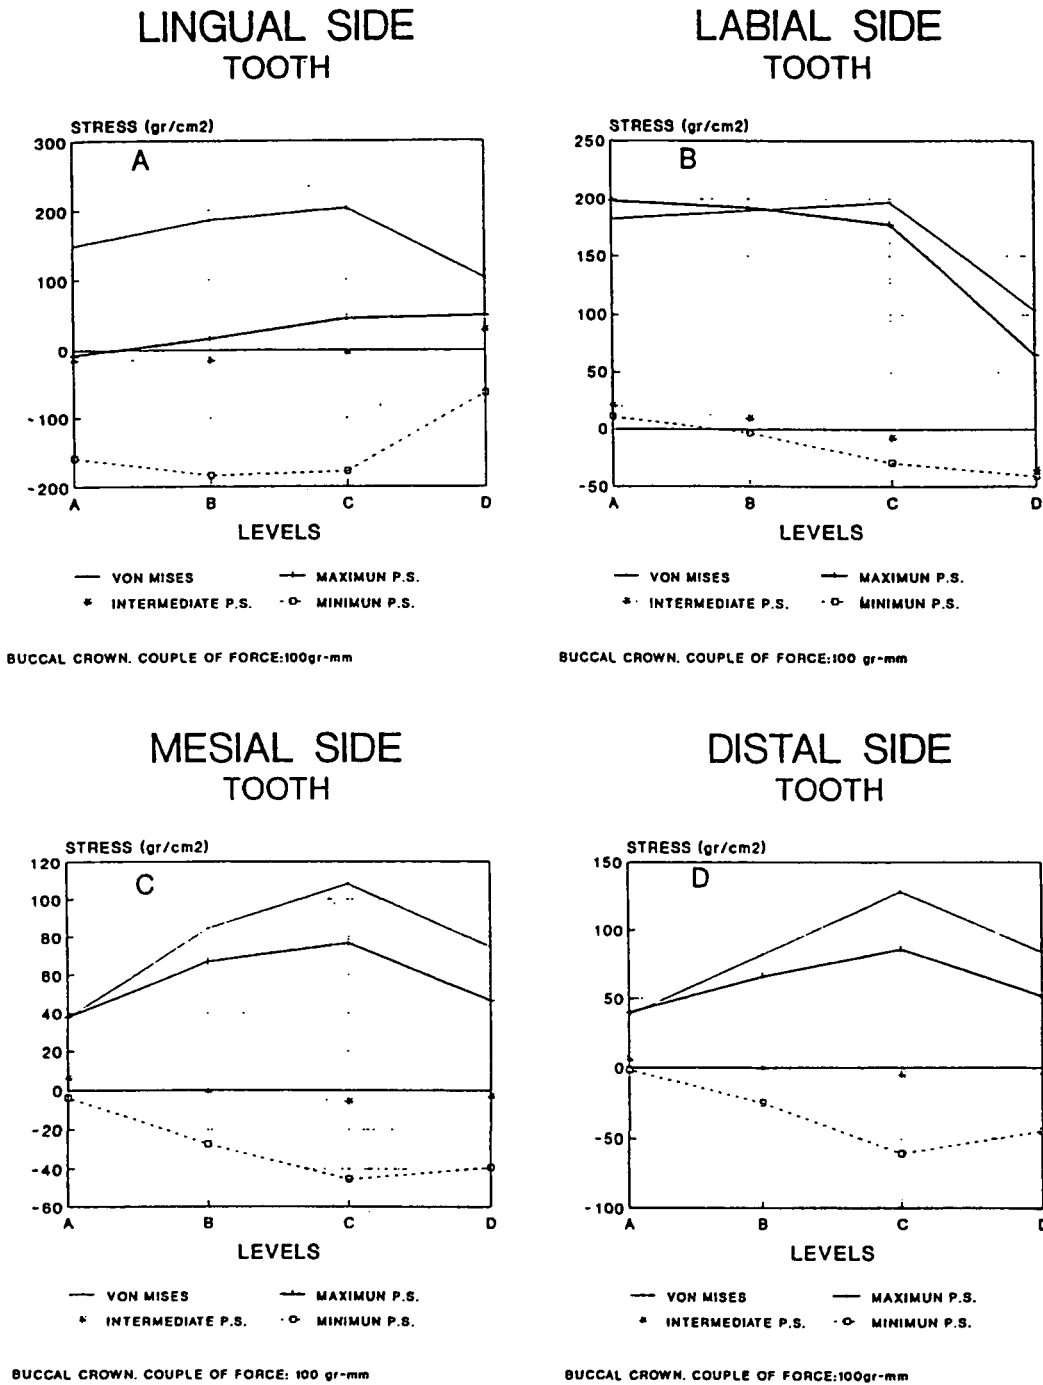 LINGUAL SIDE
TOOTH
STRESS (gr/cm2)
A
300
200
100
0
-100
-200
A B C D
LEVELS
VON MISES MAXIMUN P.S.
INTERMEDIATE P.S. MINIMUN P.S.
BUCCAL CROWN. COUPLE OF FORCE:100gr-mm
LABIAL SIDE
TOOTH
STRESS (gr/cm2)
B
250
200
150
100
50
0
-50
A B C D
LEVELS
VON MISES MAXIMUN P.S.
INTERMEDIATE P.S. MINIMUN P.S.
BUCCAL CROWN. COUPLE OF FORCE:100 gr-mm
MESIAL SIDE
TOOTH
STRESS (gr/cm2)
C
120
100
80
60
40
20
0
-20
-40
-60
A B C D
LEVELS
VON MISES MAXIMUN P.S.
INTERMEDIATE P.S. MINIMUN P.S.
BUCCAL CROWN. COUPLE OF FORCE: 100 gr-mm
DISTAL SIDE
TOOTH
STRESS (gr/cm2)
D
150
100
50
0
-50
-100
A B C D
LEVELS
VON MISES MAXIMUN P.S.
INTERMEDIATE P.S. MINIMUN P.S.
BUCCAL CROWN. COUPLE OF FORCE:100gr-mm